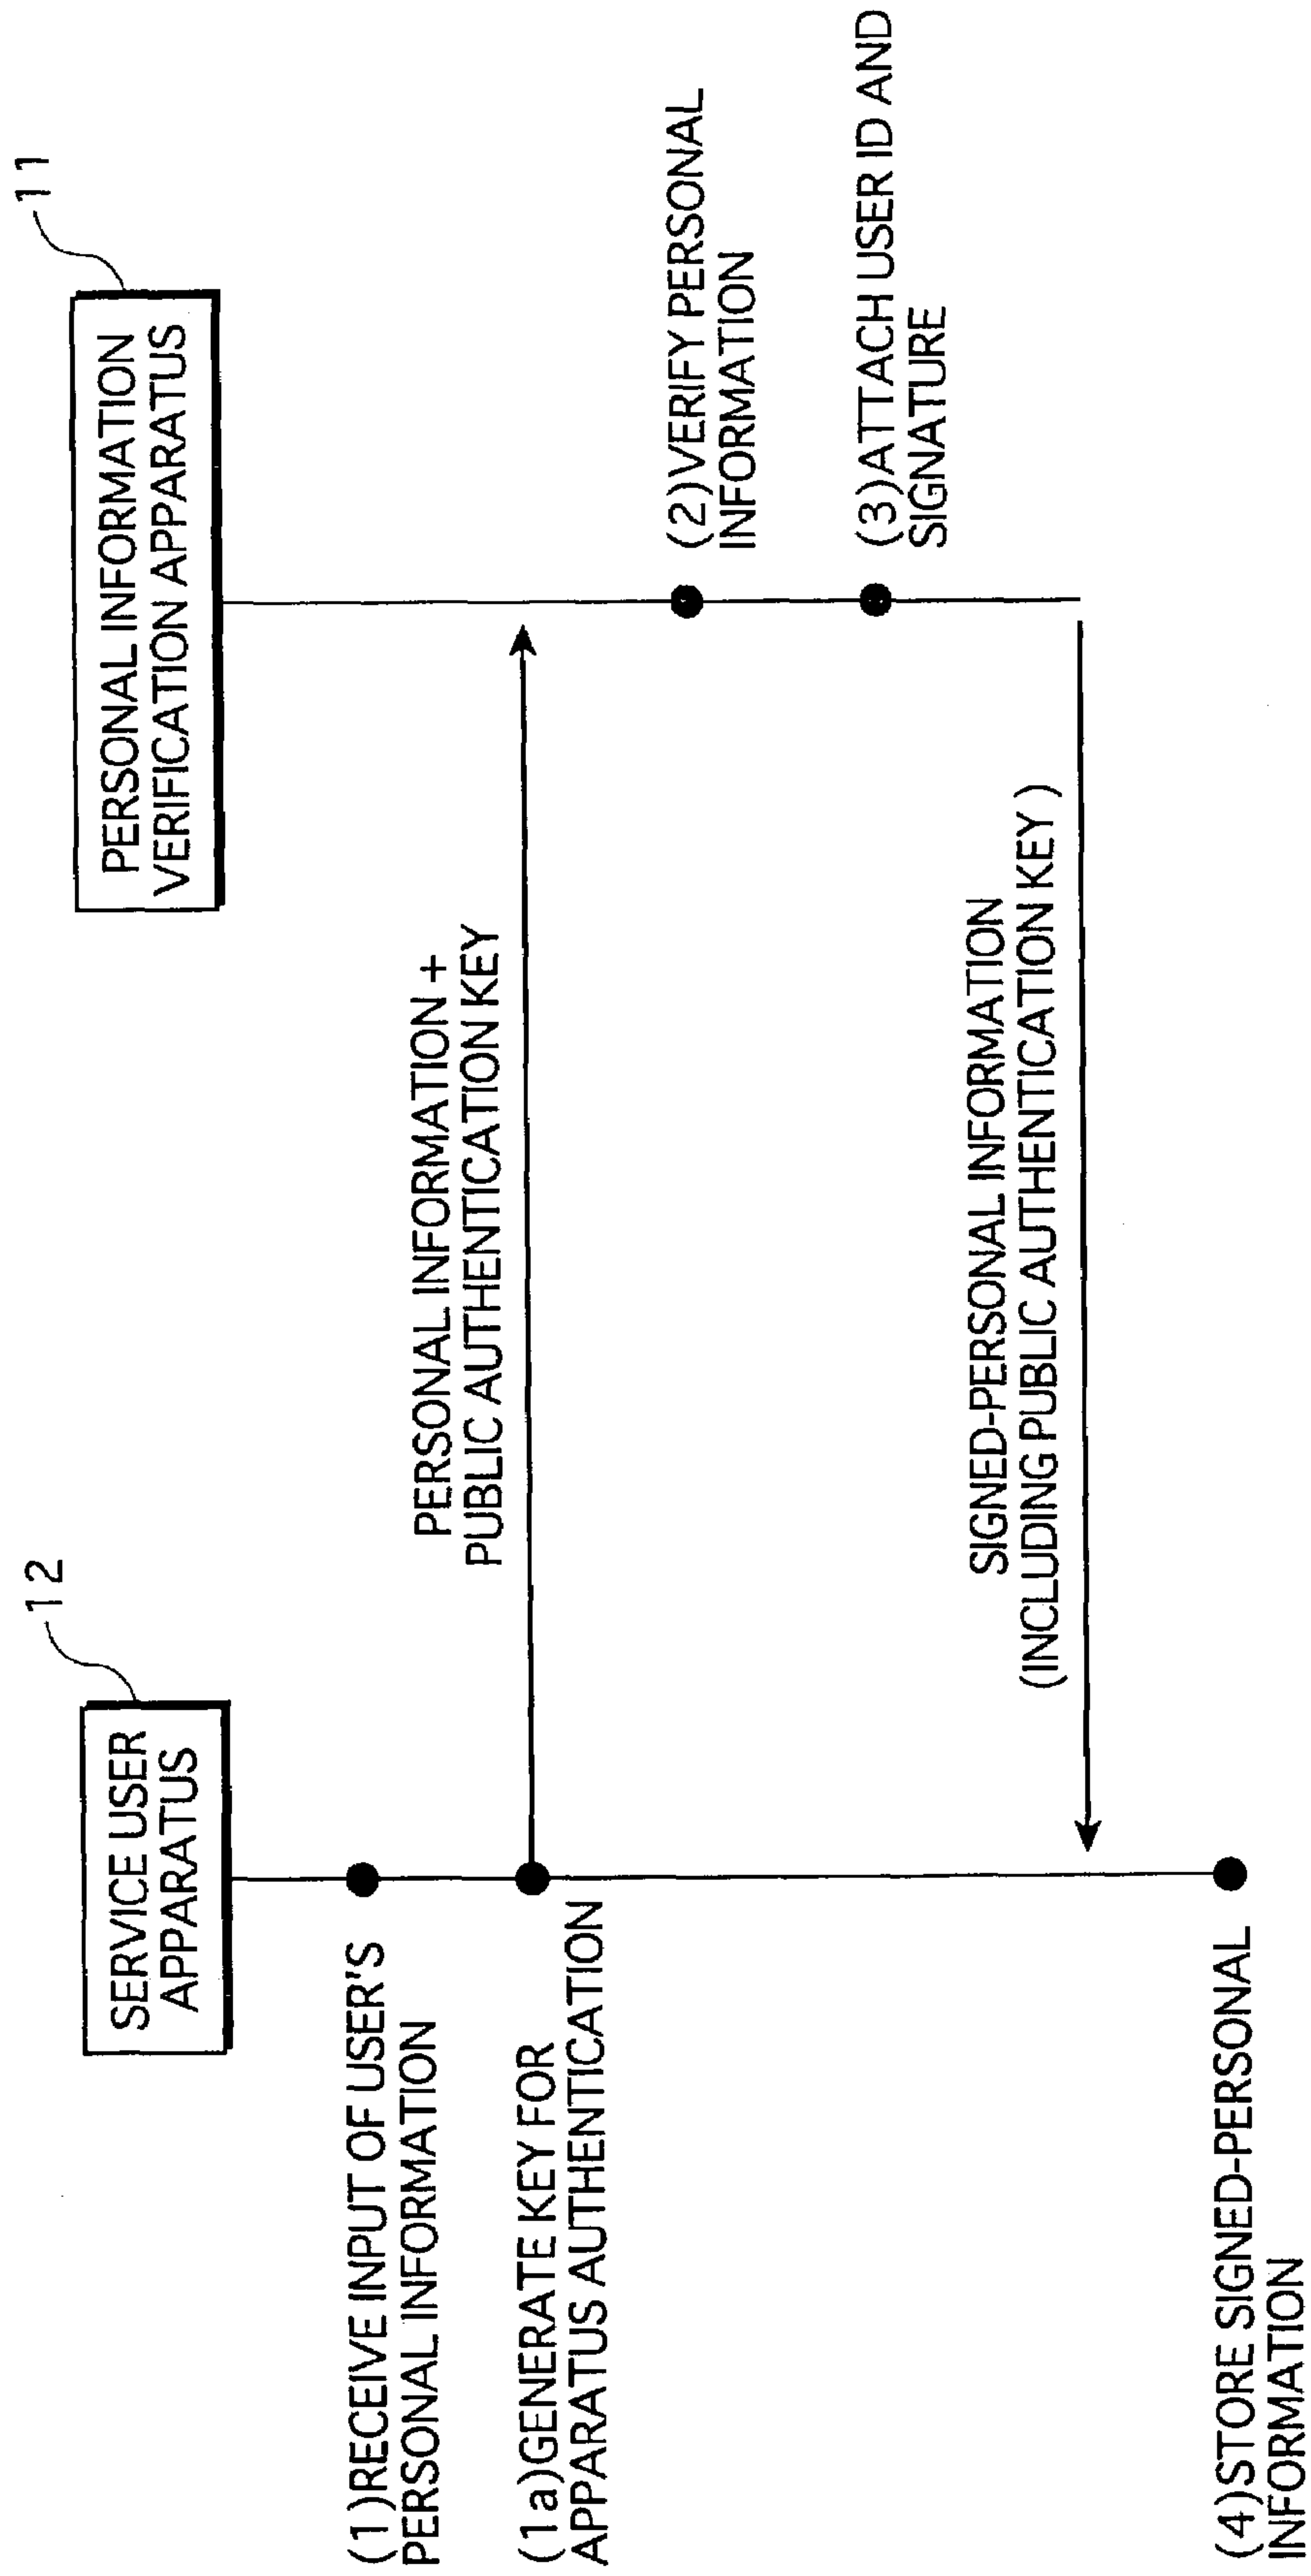 12
SERVICE USER
APPARATUS
11
PERSONAL INFORMATION
VERIFICATION APPARATUS
(1)RECEIVE INPUT OF USER'S
PERSONAL INFORMATION
(1a)GENERATE KEY FOR
APPARATUS AUTHENTICATION
PERSONAL INFORMATION +
PUBLIC AUTHENTICATION KEY
(2)VERIFY PERSONAL
INFORMATION
(3)ATTACH USER ID AND
SIGNATURE
SIGNED-PERSONAL INFORMATION
(INCLUDING PUBLIC AUTHENTICATION KEY )
(4)STORE SIGNED-PERSONAL
INFORMATION